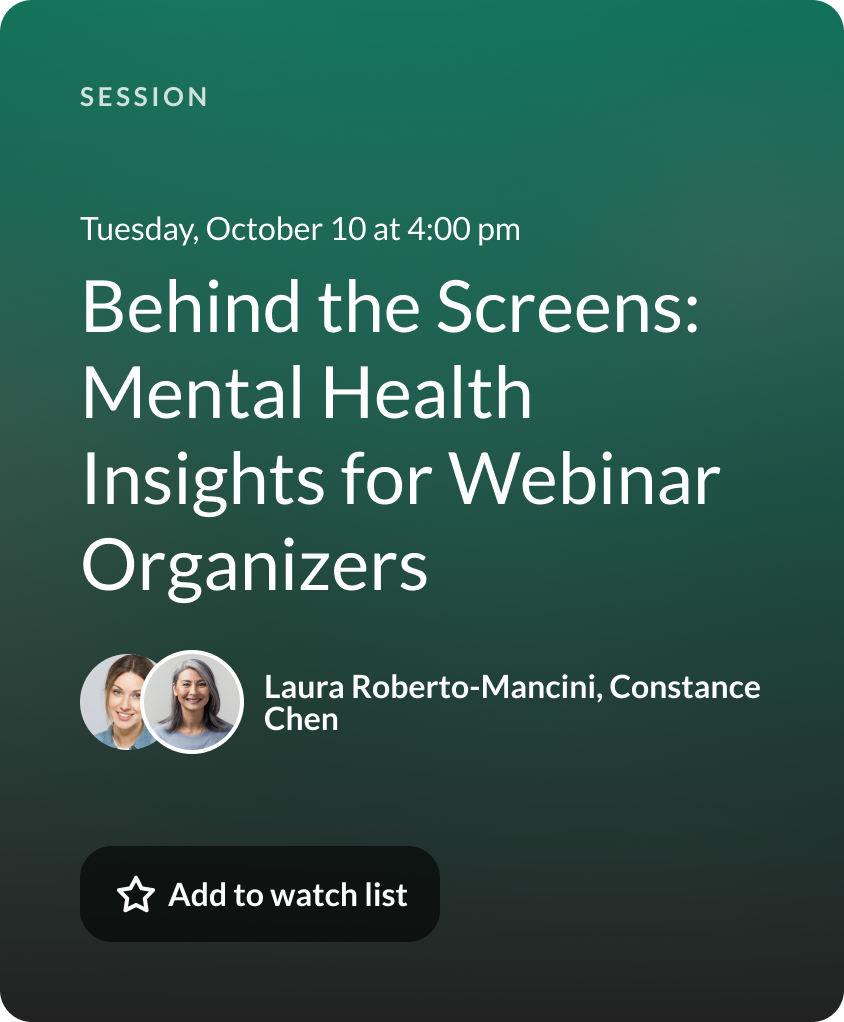 SESSION
Tuesday, October 10 at 4:00 pm
Behind the Screens:
Mental Health
Insights for Webinar
Organizers
Laura Roberto-Mancini, Constance
Chen
Add to watch list